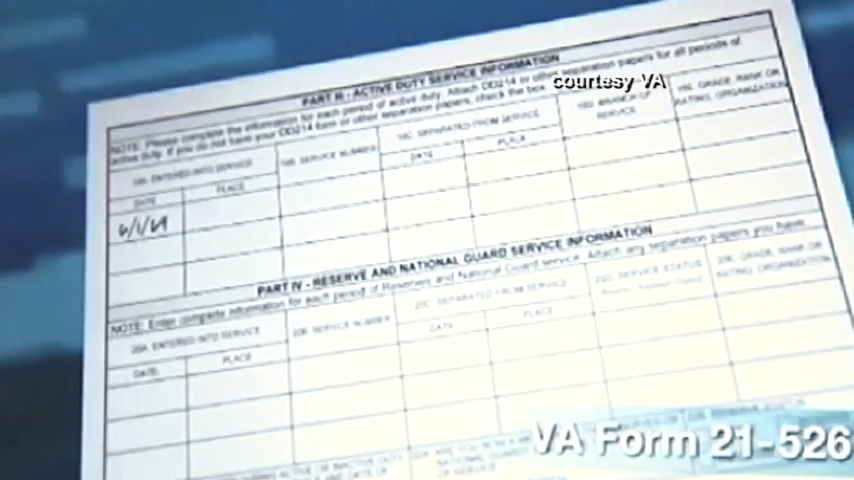 courtesy VA
PART III - ACTIVE DUTY SERVICE INFORMATION
NOTE: Please complete the information for each period of active duty. Attach DD214 or other separation papers for all periods of
active duty. If you do not have your DD214 form or other separation papers, check the box.
ENTERED INTO SERVICE
SERVICE NUMBER
SEPARATED FROM SERVICE
BRANCH OF
SERVICE
GRADE, RANK OR
RATING, ORGANIZATION
DATE
PLACE
DATE
PLACE
PART IV - RESERVE AND NATIONAL GUARD SERVICE INFORMATION
NOTE: Enter complete information for each period of Reserves and National Guard service. Attach any separation papers you have.
20A. ENTERED INTO SERVICE
20B. SERVICE NUMBER
20C. SEPARATED FROM SERVICE
20D. SERVICE STATUS
20E. GRADE, RANK OR
RATING, ORGANIZATION
DATE
PLACE
DATE
PLACE
VA Form 21-526